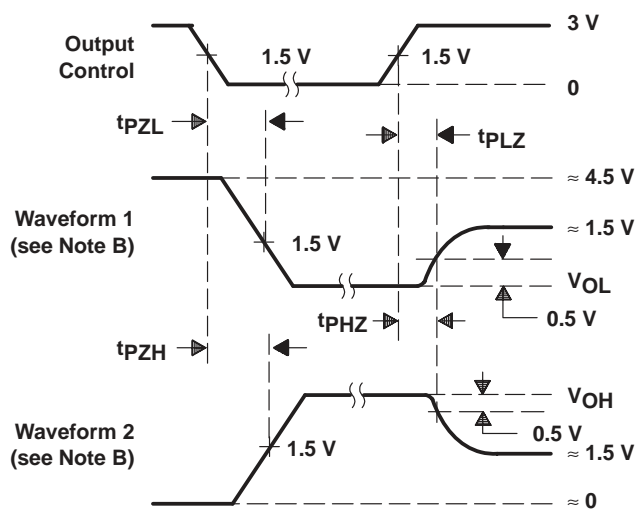 3 V
Output
Control
1.5 V
1.5 V
0
tPZL
tPLZ
≈ 4.5 V
Waveform 1
(see Note B)
1.5 V
≈ 1.5 V
VOL
0.5 V
tPHZ
tPZH
VOH
Waveform 2
(see Note B)
1.5 V
0.5 V
≈ 1.5 V
≈ 0